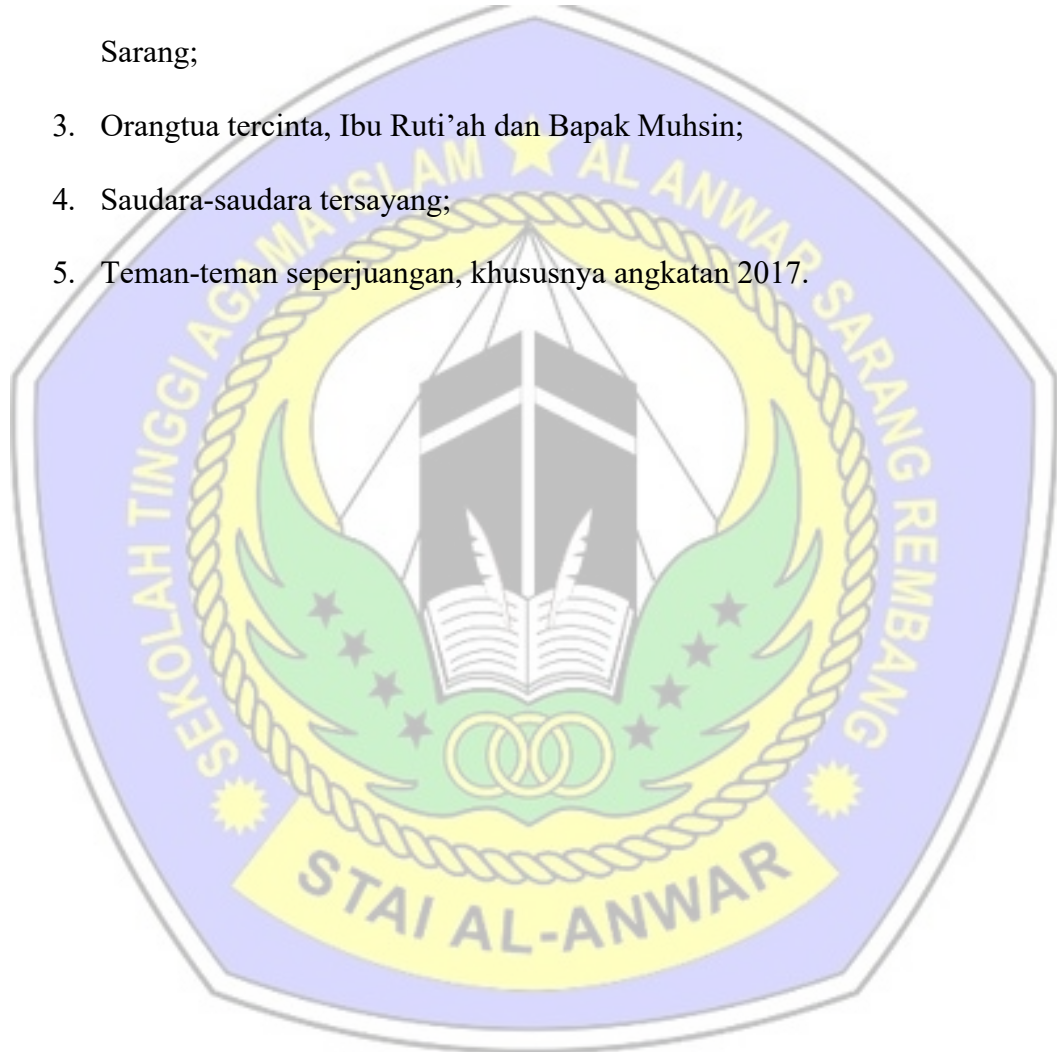 Sarang;
3. Orangtua tercinta, Ibu Ruti’ah dan Bapak Muhsin;
4. Saudara-saudara tersayang;
5. Teman-teman seperjuangan, khususnya angkatan 2017.
SEKOLAH TINGGI AGAMA ISLAM ★ AL ANWAR SARANG REMBANG
STAI AL-ANWAR